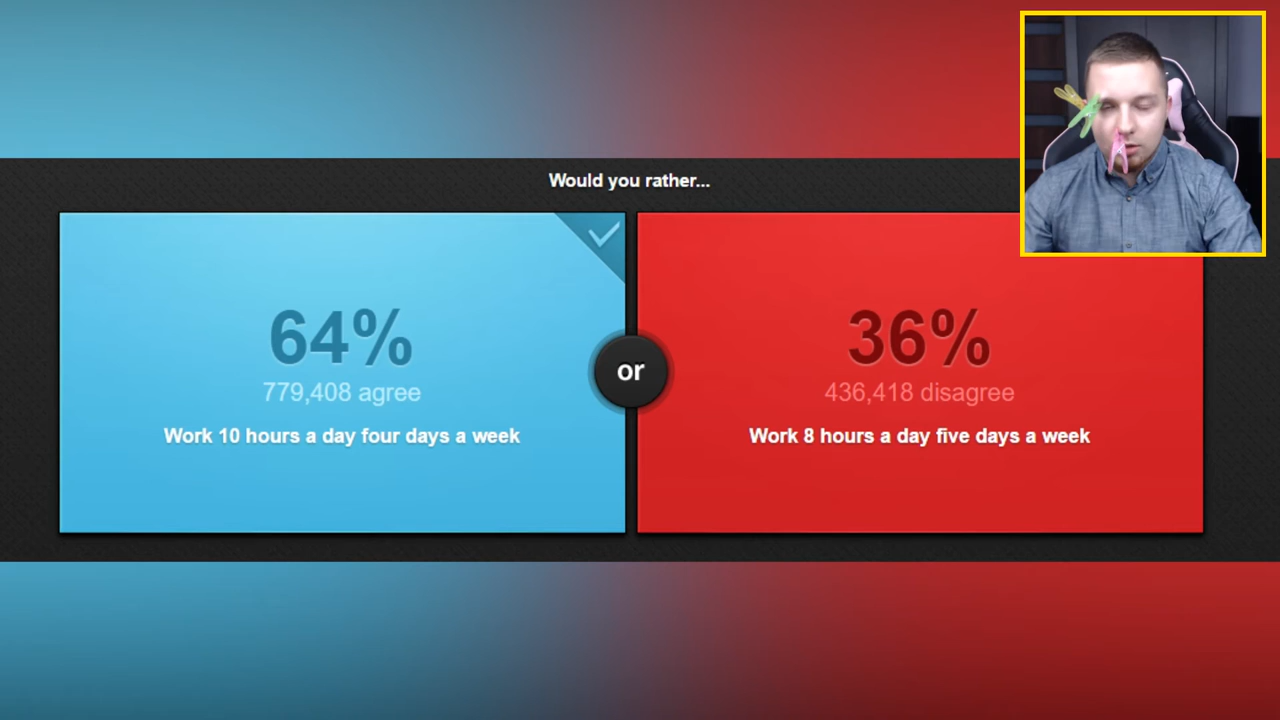 Would you rather...
64%
779,408 agree
Work 10 hours a day four days a week
or
36%
436,418 disagree
Work 8 hours a day five days a week